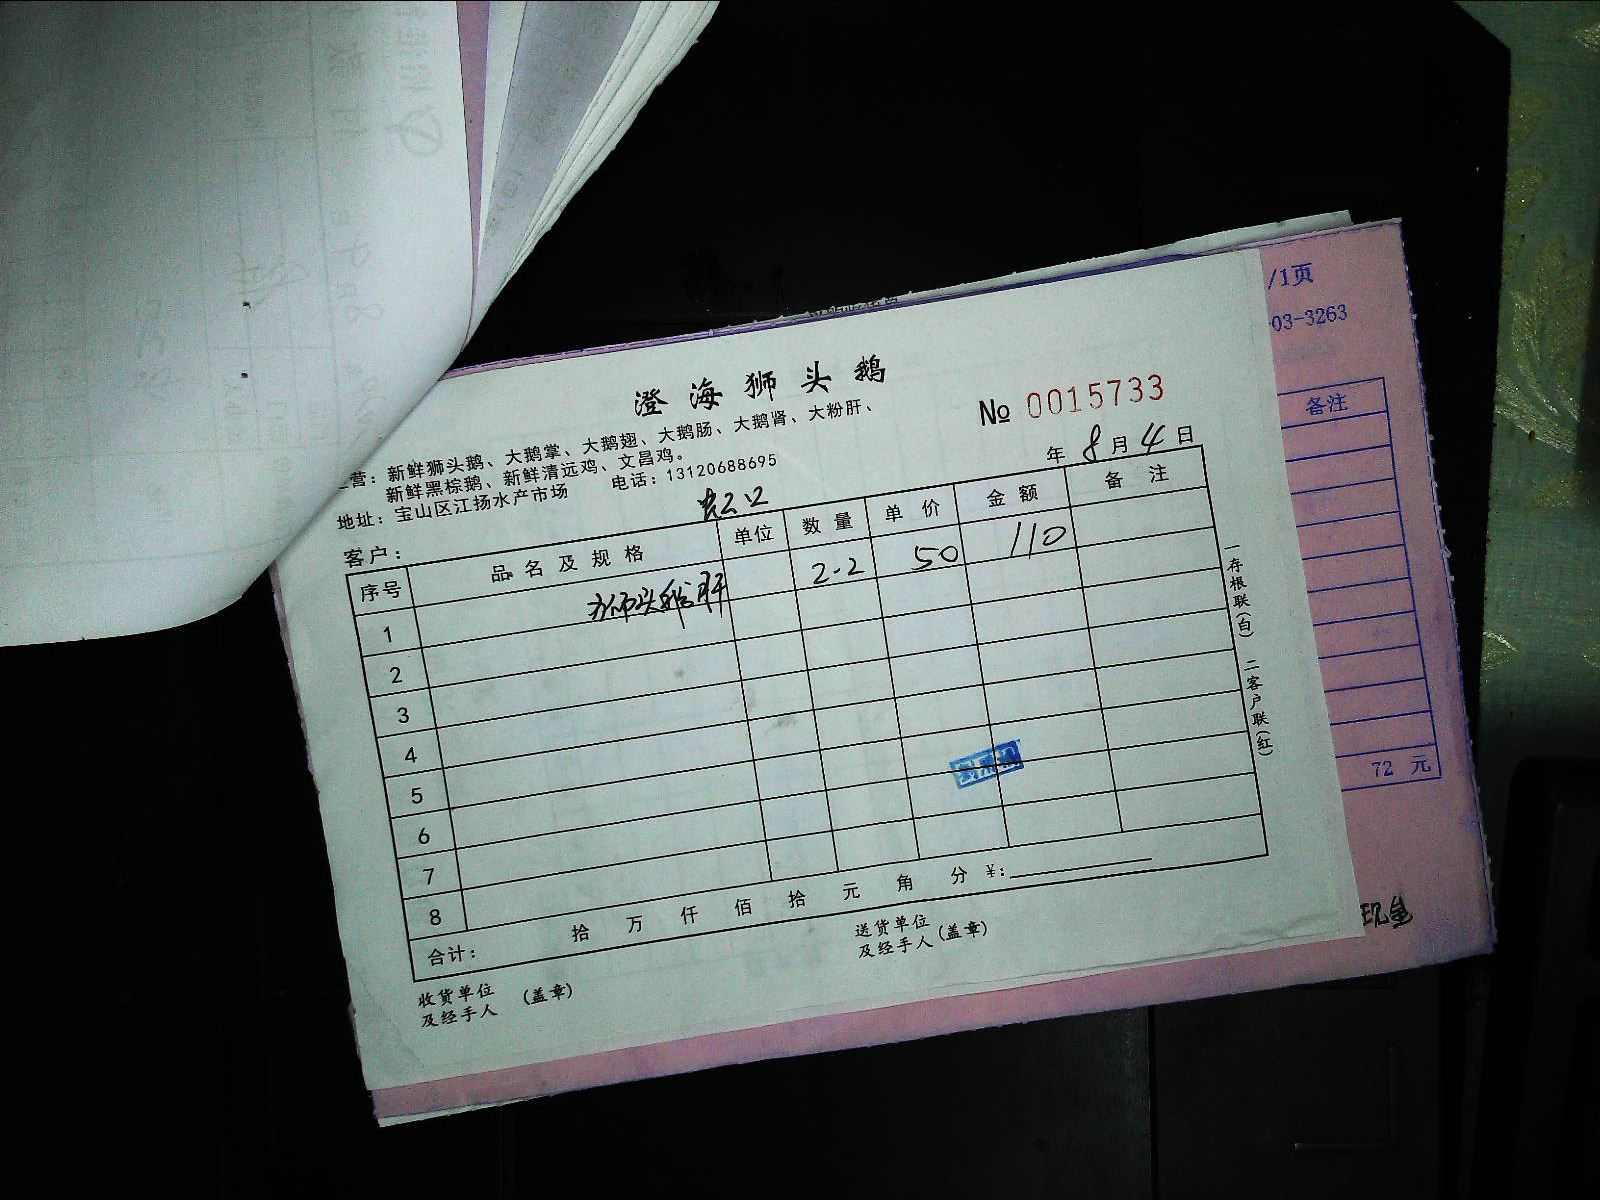 澄海狮头鹅
№ 0015733
营：新鲜狮头鹅、大鹅掌、大鹅翅、大鹅肠、大鹅肾、大粉肝、
新鲜黑棕鹅、新鲜清远鸡、文昌鸡。
地址：宝山区江扬水产市场 电话：13120688695
年 8 月 4 日
客户： 虹口
序号 品名及规格 单位 数量 单价 金额 备注
1 狮头鹅肝 2-2 50 110
2
3
4
5
6
7
8
合计： 拾 万 仟 佰 拾 元 角 分 ¥：
收货单位
及经手人 （盖章）
送货单位
及经手人（盖章）
一存根联（白） 二客户联（红）
/1页
03-3263
备注
72 元